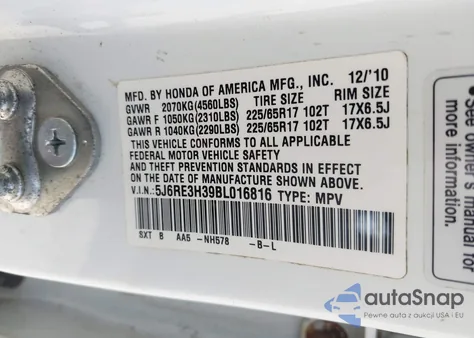 MFD. BY HONDA OF AMERICA MFG., INC. 12/'10
GVWR 2070KG(4560LBS) TIRE SIZE RIM SIZE
GAWR F 1050KG(2310LBS) 225/65R17 102T 17X6.5J
GAWR R 1040KG(2290LBS) 225/65R17 102T 17X6.5J
THIS VEHICLE CONFORMS TO ALL APPLICABLE
FEDERAL MOTOR VEHICLE SAFETY
AND THEFT PREVENTION STANDARDS IN EFFECT ON
THE DATE OF MANUFACTURE SHOWN ABOVE.
V.I.N: 5J6RE3H39BL016816 TYPE: MPV
SXT B AA5 -NH578 -B-L
See owner
manual for
autoSnap
Pewne auta z aukcji USA i EU